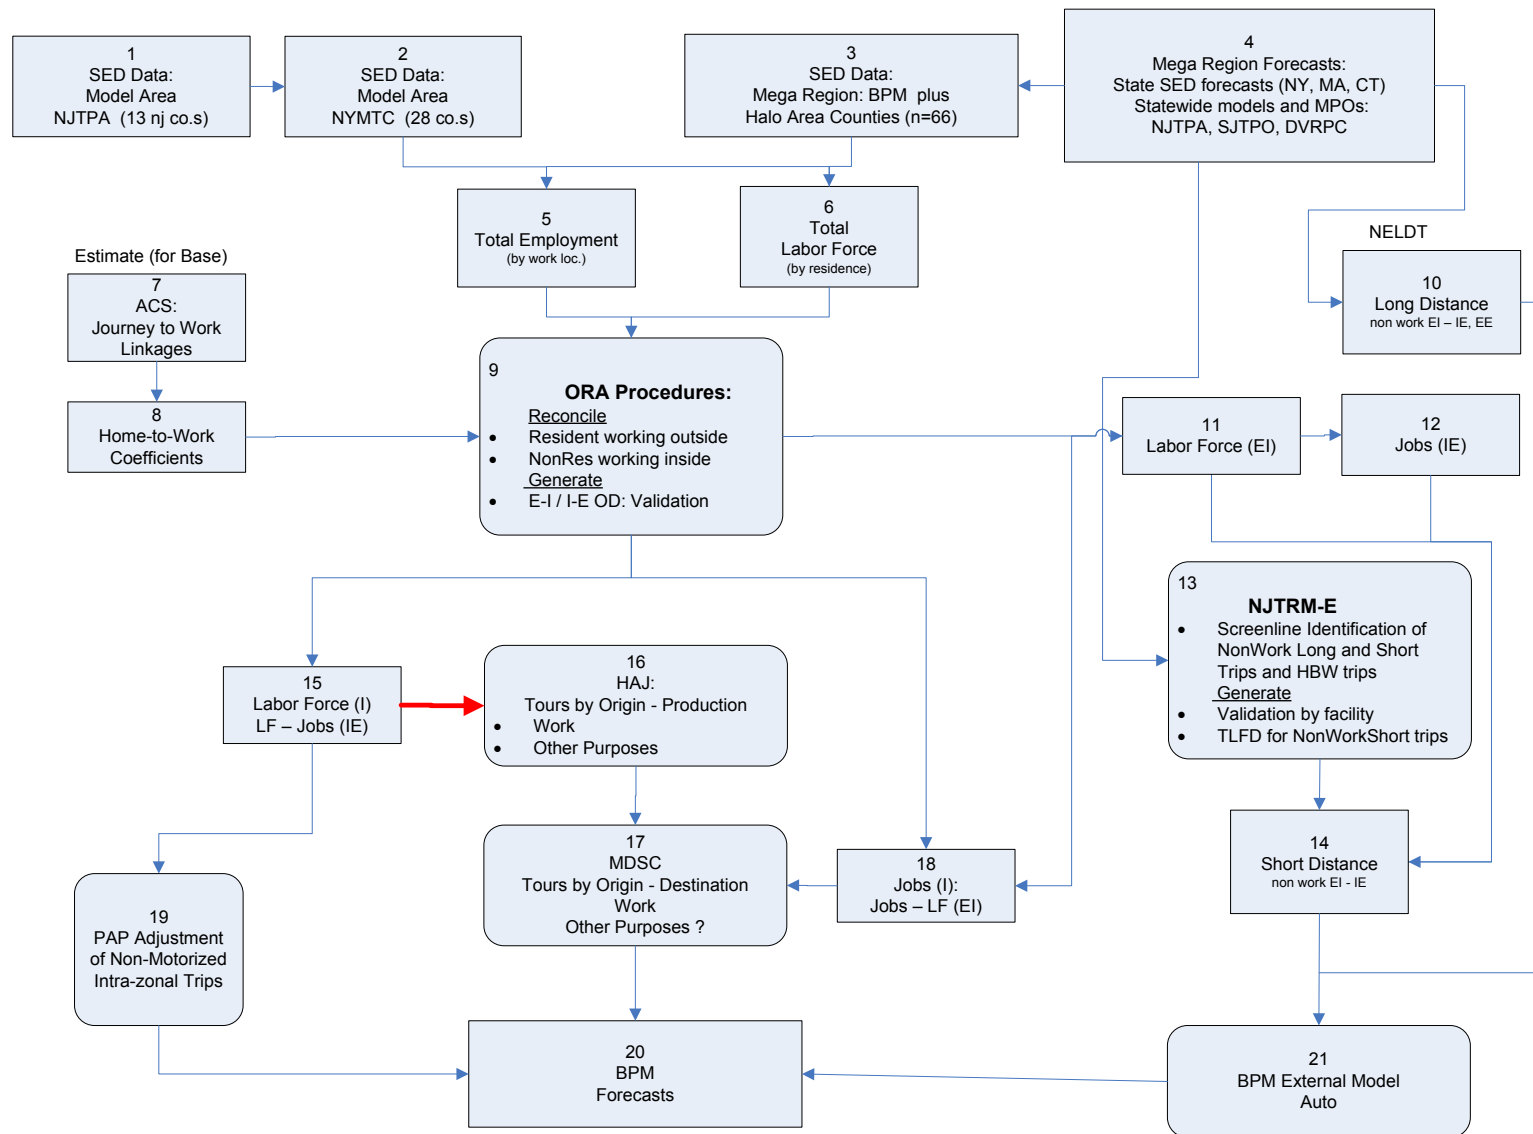 1
SED Data:
Model Area
NJTPA (13 nj co.s)
2
SED Data:
Model Area
NYMTC (28 co.s)
3
SED Data:
Mega Region: BPM plus
Halo Area Counties (n=66)
4
Mega Region Forecasts:
State SED forecasts (NY, MA, CT)
Statewide models and MPOs:
NJTPA, SJTPO, DVRPC
5
Total Employment
(by work loc.)
6
Total
Labor Force
(by residence)
Estimate (for Base)
7
ACS:
Journey to Work
Linkages
8
Home-to-Work
Coefficients
9
ORA Procedures:
Reconcile
• Resident working outside
• NonRes working inside
Generate
• E-I / I-E OD: Validation
NELDT
10
Long Distance
non work EI – IE, EE
11
Labor Force (EI)
12
Jobs (IE)
13
NJTRM-E
• Screenline Identification of
NonWork Long and Short
Trips and HBW trips
Generate
• Validation by facility
• TLFD for NonWorkShort trips
14
Short Distance
non work EI - IE
15
Labor Force (I)
LF – Jobs (IE)
16
HAJ:
Tours by Origin - Production
• Work
• Other Purposes
17
MDSC
Tours by Origin - Destination
Work
Other Purposes ?
18
Jobs (I):
Jobs – LF (EI)
19
PAP Adjustment
of Non-Motorized
Intra-zonal Trips
20
BPM
Forecasts
21
BPM External Model
Auto